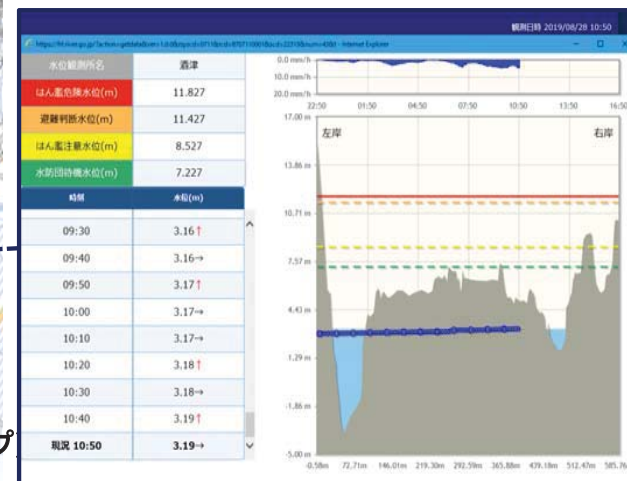 観測日時 2019/08/28 10:50
水位観測所名 酒津
はん濫危険水位(m) 11.827
避難判断水位(m) 11.427
はん濫注意水位(m) 8.527
水防団待機水位(m) 7.227
時刻 水位(m)
09:30 3.16↑
09:40 3.16→
09:50 3.17↑
10:00 3.17→
10:10 3.17→
10:20 3.18↑
10:30 3.18→
10:40 3.19↑
現況 10:50 3.19→
プ
0.0 mm/h
10.0 mm/h
20.0 mm/h
22:50 01:50 04:50 07:50 10:50 13:50 16:50
17.00 m
左岸 右岸
13.86 m
10.71 m
7.57 m
4.43 m
1.29 m
-1.86 m
-5.00 m
-0.58m 72.71m 146.01m 219.30m 292.59m 365.88m 439.18m 512.47m 585.76